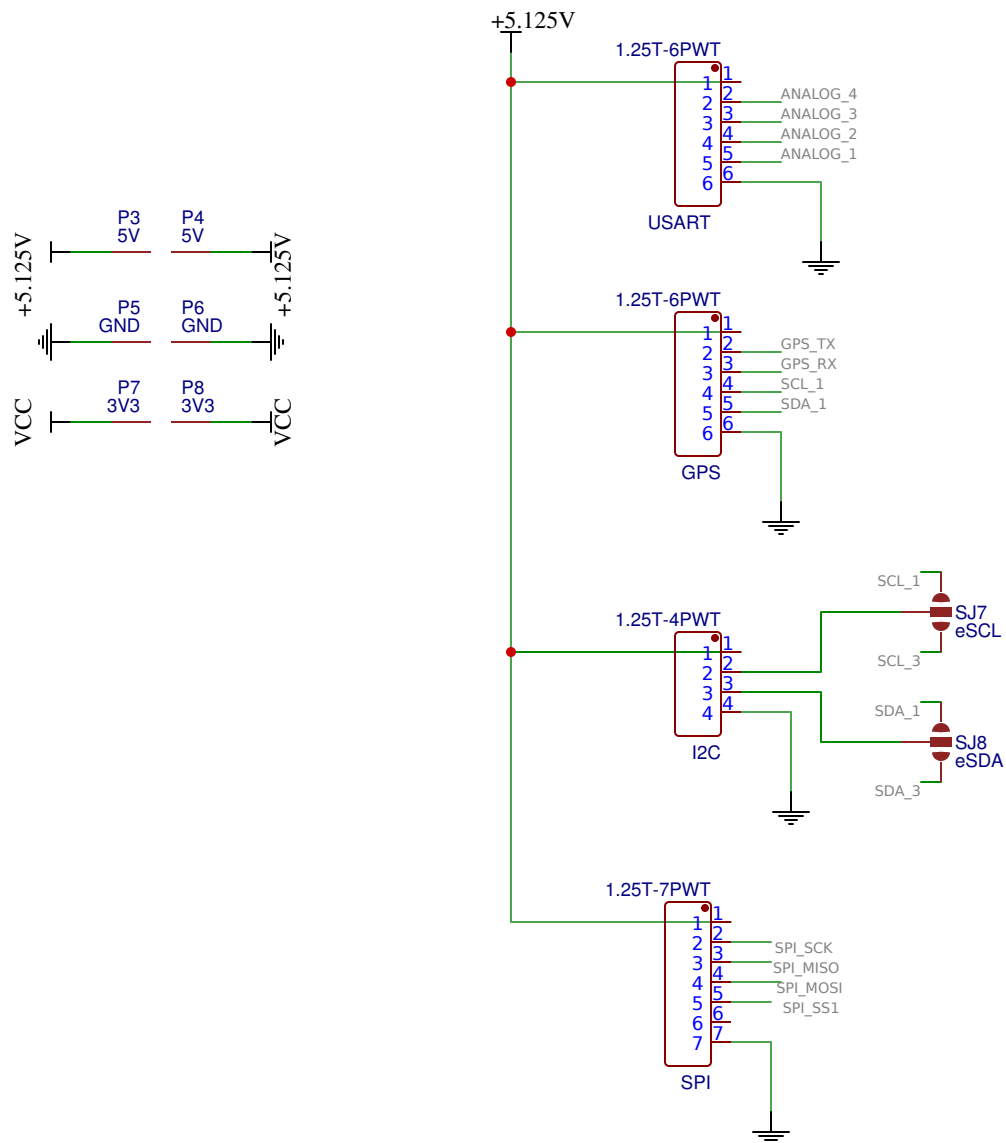 +5.125V
1.25T-6PWT
1 1
2 2 ANALOG_4
3 3 ANALOG_3
4 4 ANALOG_2
5 5 ANALOG_1
6 6
USART
P3 P4
5V 5V
+5.125V +5.125V
P5 P6
GND GND
P7 P8
3V3 3V3
VCC VCC
1.25T-6PWT
1 1
2 2 GPS_TX
3 3 GPS_RX
4 4 SCL_1
5 5 SDA_1
6 6
GPS
1.25T-4PWT
1 1
2 2
3 3
4 4
I2C
SCL_1
SJ7
eSCL
SCL_3
SDA_1
SJ8
eSDA
SDA_3
1.25T-7PWT
1 1
2 2 SPI_SCK
3 3 SPI_MISO
4 4 SPI_MOSI
5 5 SPI_SS1
6 6
7 7
SPI